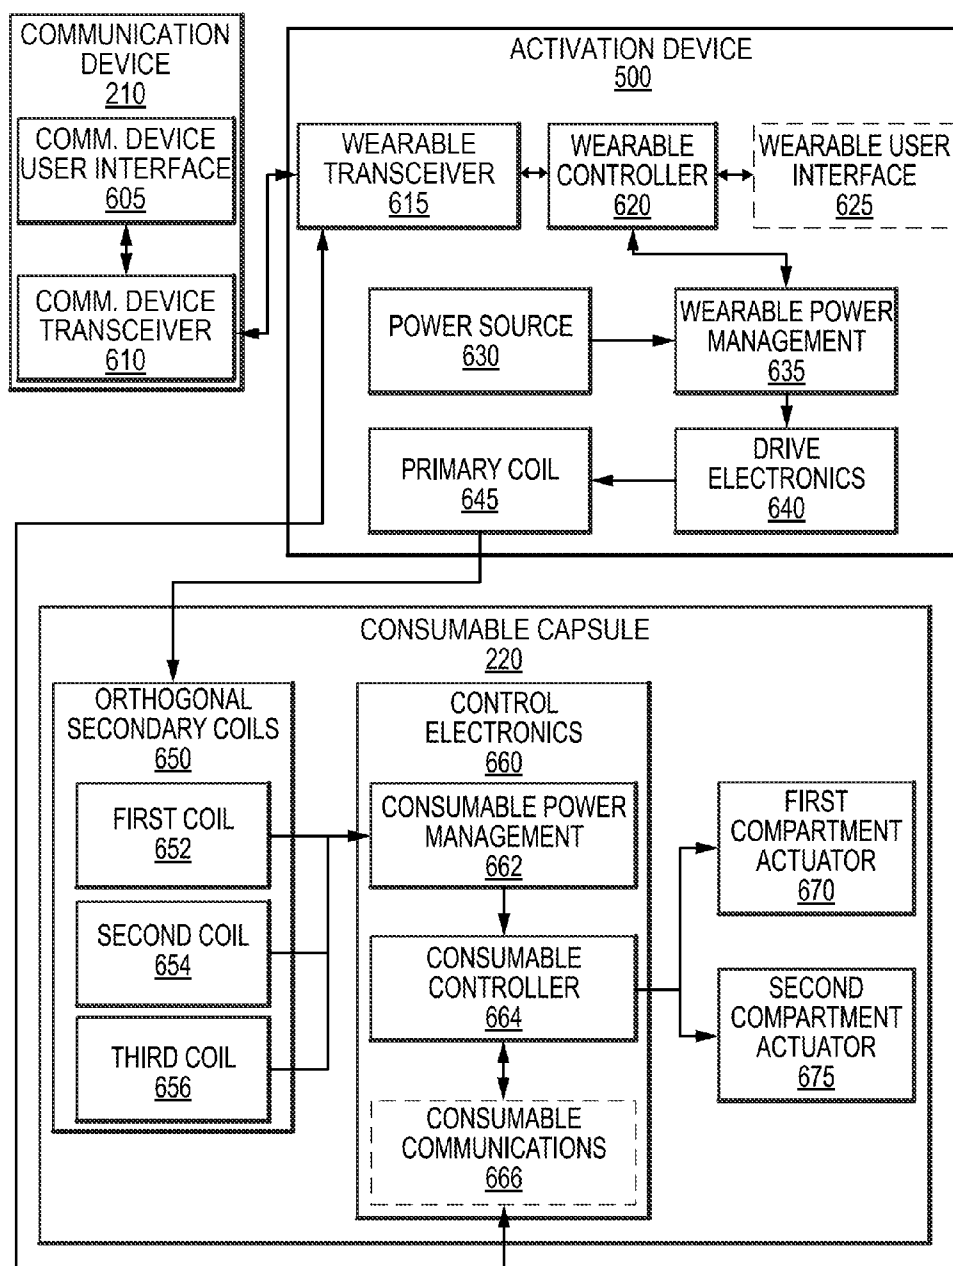 COMMUNICATION
DEVICE
210
COMM. DEVICE
USER INTERFACE
605
COMM. DEVICE
TRANSCEIVER
610
ACTIVATION DEVICE
500
WEARABLE
TRANSCEIVER
615
WEARABLE
CONTROLLER
620
WEARABLE USER
INTERFACE
625
POWER SOURCE
630
WEARABLE POWER
MANAGEMENT
635
PRIMARY COIL
645
DRIVE
ELECTRONICS
640
CONSUMABLE CAPSULE
220
ORTHOGONAL
SECONDARY COILS
650
FIRST COIL
652
SECOND COIL
654
THIRD COIL
656
CONTROL
ELECTRONICS
660
CONSUMABLE POWER
MANAGEMENT
662
CONSUMABLE
CONTROLLER
664
CONSUMABLE
COMMUNICATIONS
666
FIRST
COMPARTMENT
ACTUATOR
670
SECOND
COMPARTMENT
ACTUATOR
675